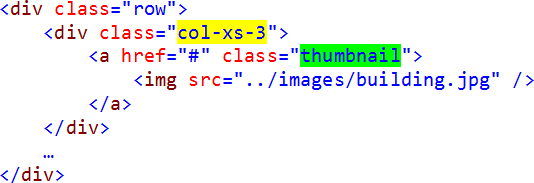 <div class="row">
    <div class="col-xs-3">
        <a href="#" class="thumbnail">
            <img src="../images/building.jpg" />
        </a>
    </div>
    …
</div>